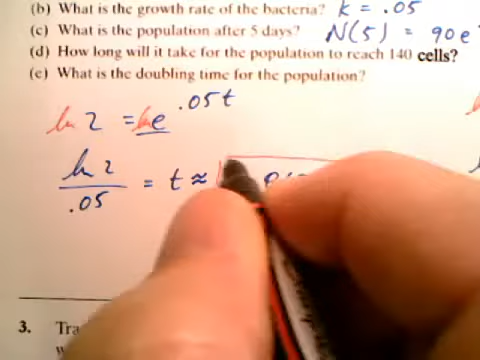 (b) What is the growth rate of the bacteria? k = .05
(c) What is the population after 5 days? N(5) = 90e
(d) How long will it take for the population to reach 140 cells?
(e) What is the doubling time for the population?
ln 2 = ln e^.05t
ln 2 / .05 = t ≈
3. Tra